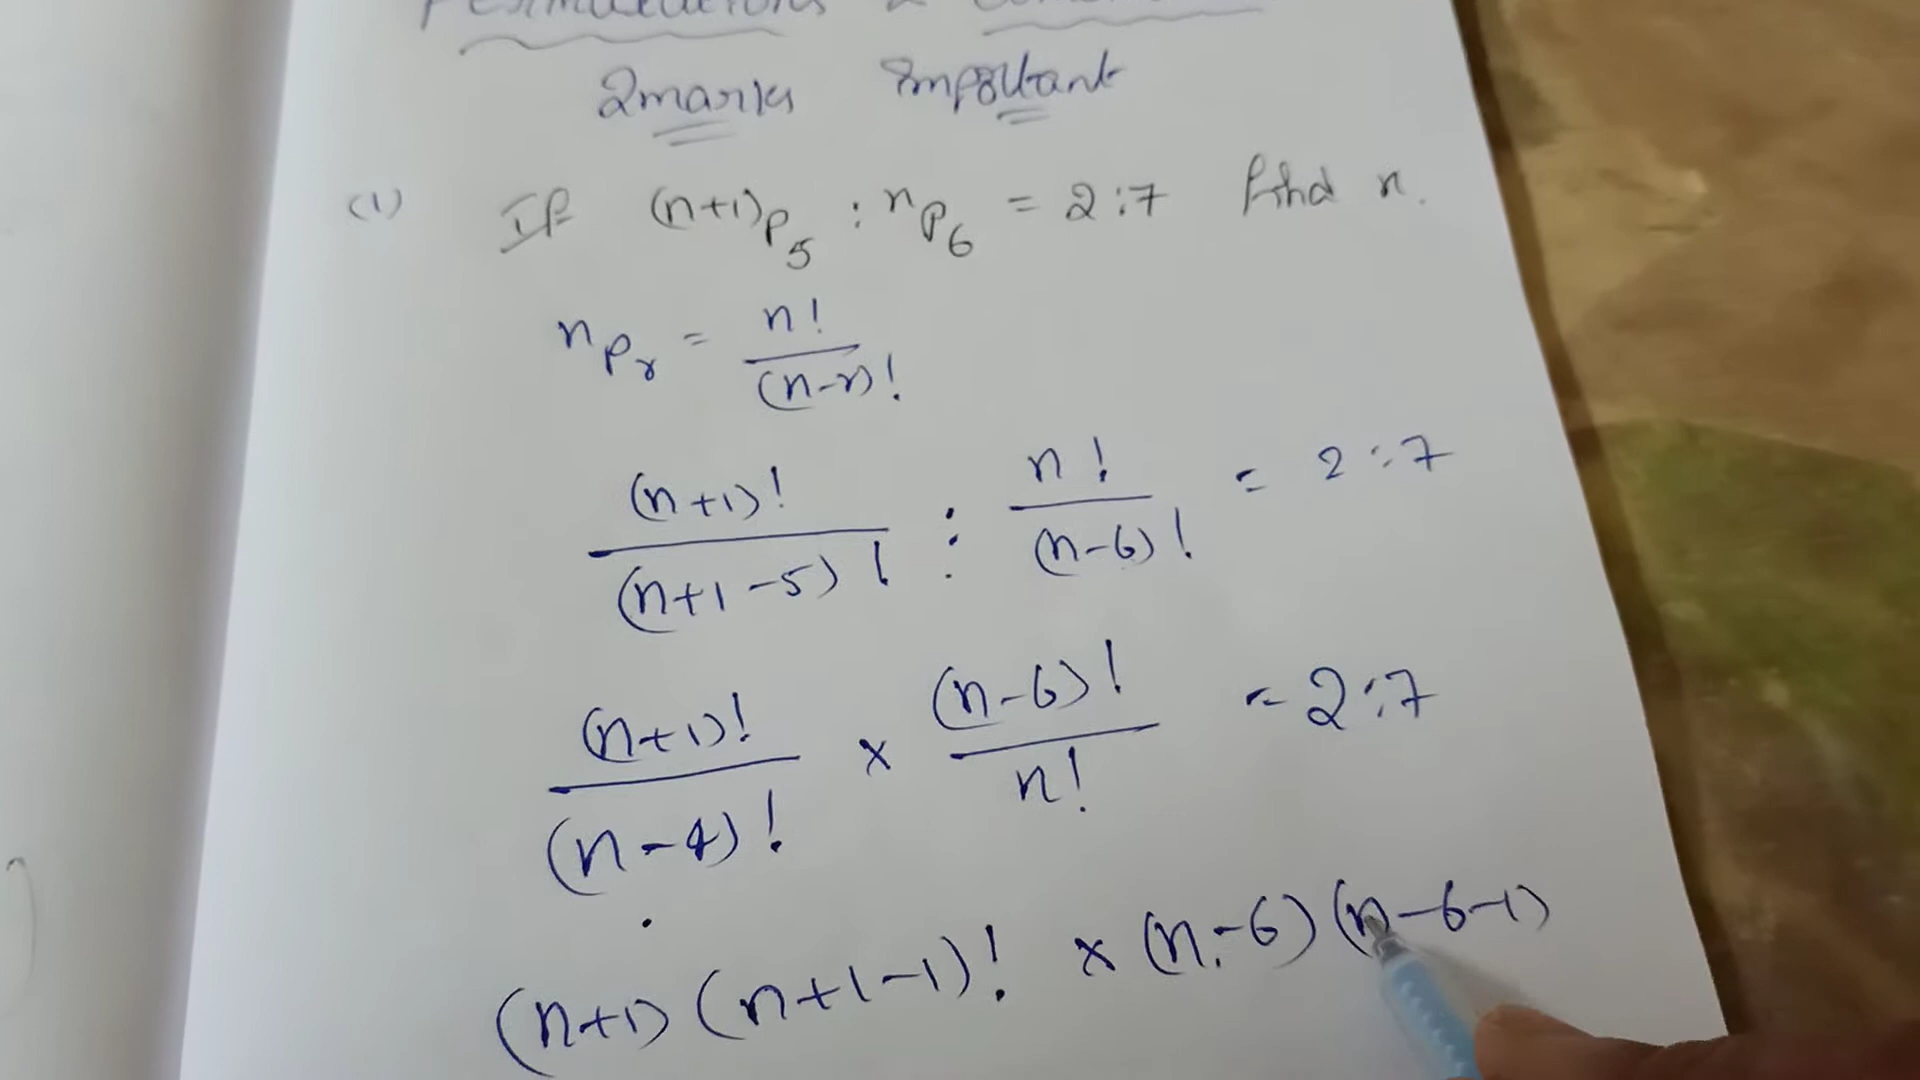 Permutations &
2marks important
(1) If (n+1)P5 : nP6 = 2:7 find n.
nPr = n! / (n-r)!
(n+1)! / (n+1-5)! : n! / (n-6)! = 2:7
(n+1)! / (n-4)! × (n-6)! / n! = 2:7
(n+1) (n+1-1)! × (n-6) (n-6-1)